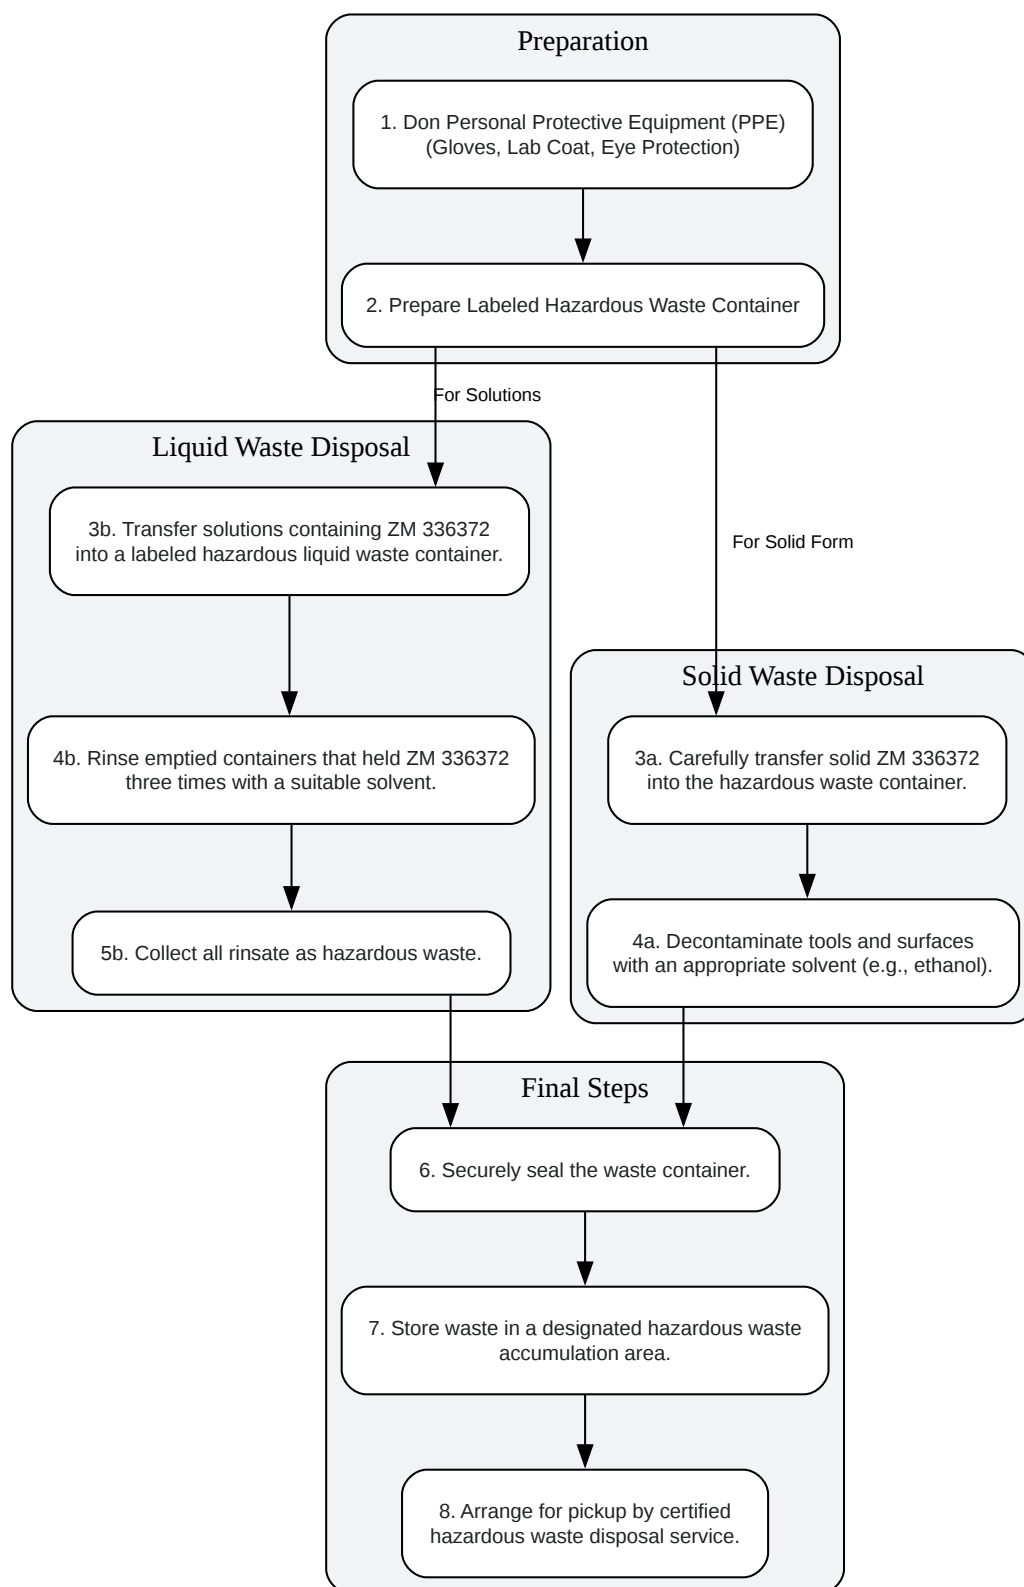 Preparation
1. Don Personal Protective Equipment (PPE)
(Gloves, Lab Coat, Eye Protection)
2. Prepare Labeled Hazardous Waste Container
For Solutions
Liquid Waste Disposal
3b. Transfer solutions containing ZM 336372
into a labeled hazardous liquid waste container.
4b. Rinse emptied containers that held ZM 336372
three times with a suitable solvent.
5b. Collect all rinsate as hazardous waste.
For Solid Form
Solid Waste Disposal
3a. Carefully transfer solid ZM 336372
into the hazardous waste container.
4a. Decontaminate tools and surfaces
with an appropriate solvent (e.g., ethanol).
Final Steps
6. Securely seal the waste container.
7. Store waste in a designated hazardous waste
accumulation area.
8. Arrange for pickup by certified
hazardous waste disposal service.